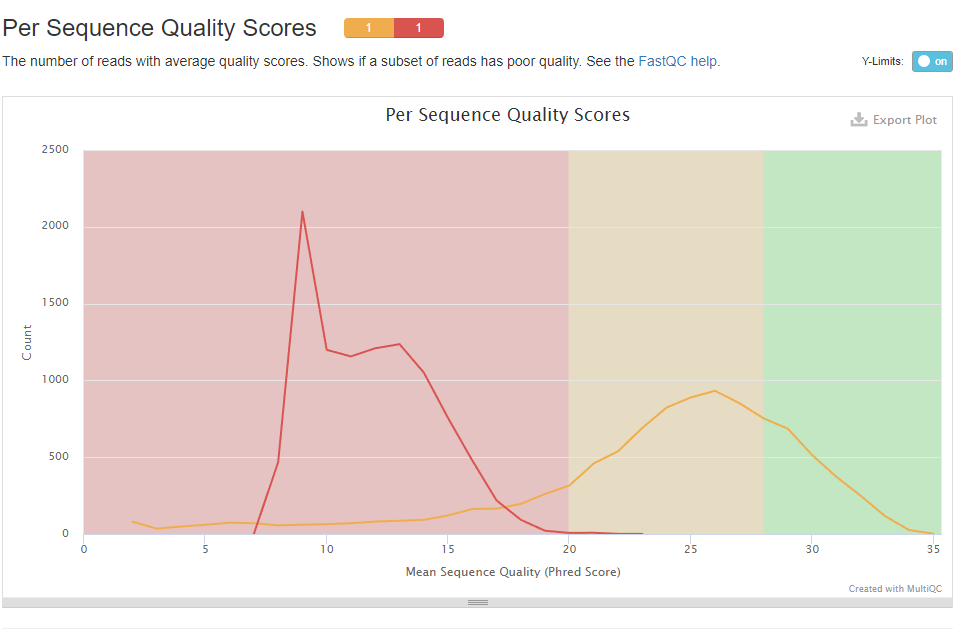 Per Sequence Quality Scores 1 1
The number of reads with average quality scores. Shows if a subset of reads has poor quality. See the FastQC help.
Y-Limits: on
Per Sequence Quality Scores
Export Plot
2500
2000
1500
1000
500
0
Count
0 5 10 15 20 25 30 35
Mean Sequence Quality (Phred Score)
Created with MultiQC